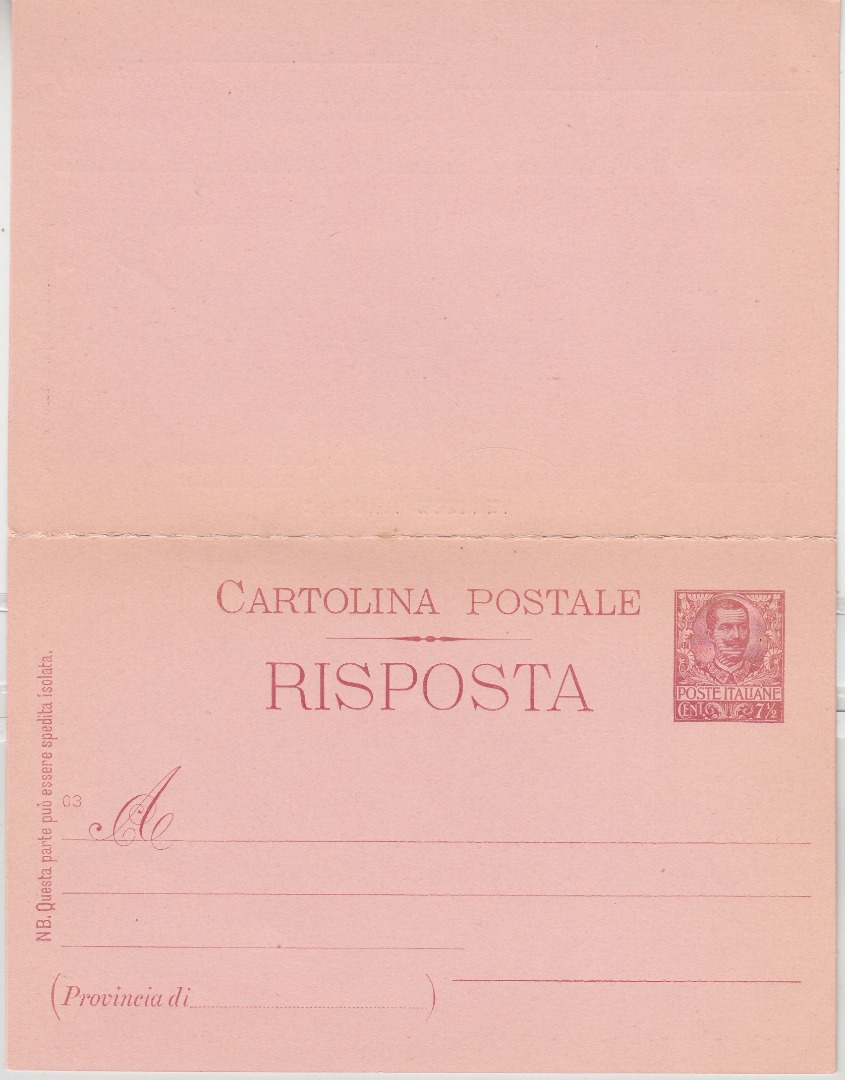 CARTOLINA POSTALE
RISPOSTA
POSTE ITALIANE
CENT. 7½
NB. Questa parte può essere spedita isolata.
03
A
(Provincia di)